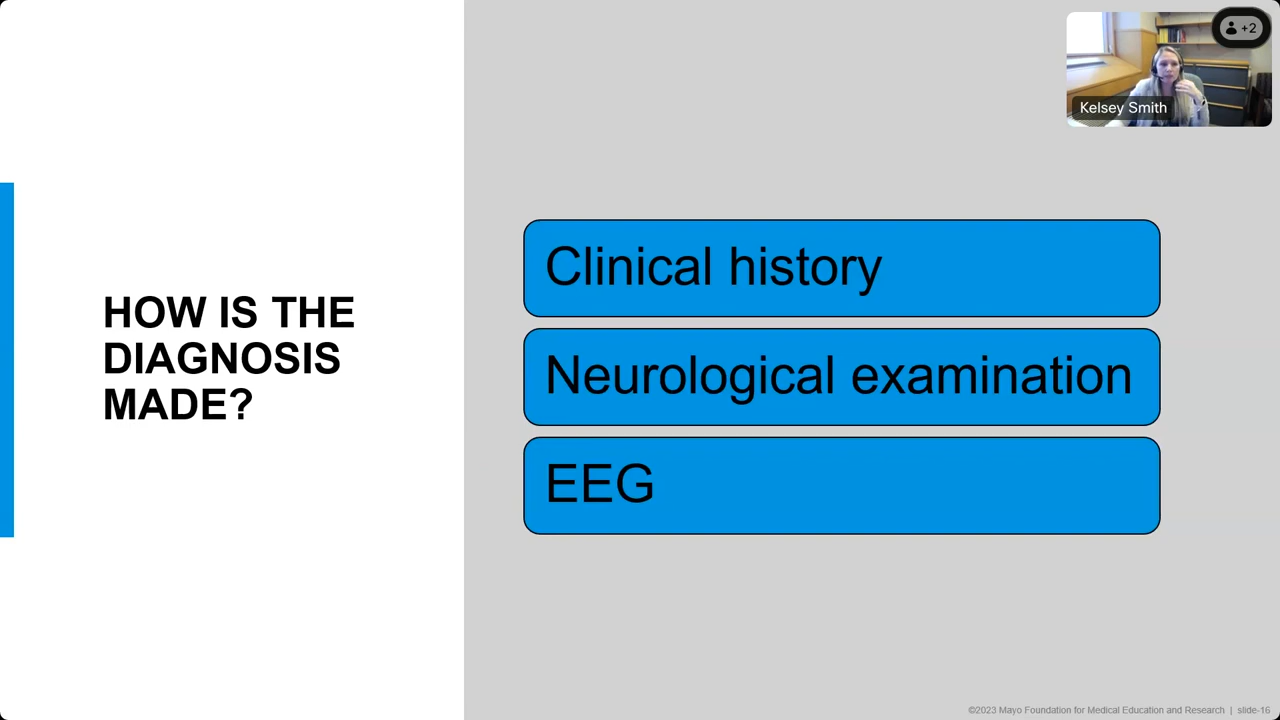 +2
Kelsey Smith
HOW IS THE
DIAGNOSIS
MADE?
Clinical history
Neurological examination
EEG
©2023 Mayo Foundation for Medical Education and Research | slide-16